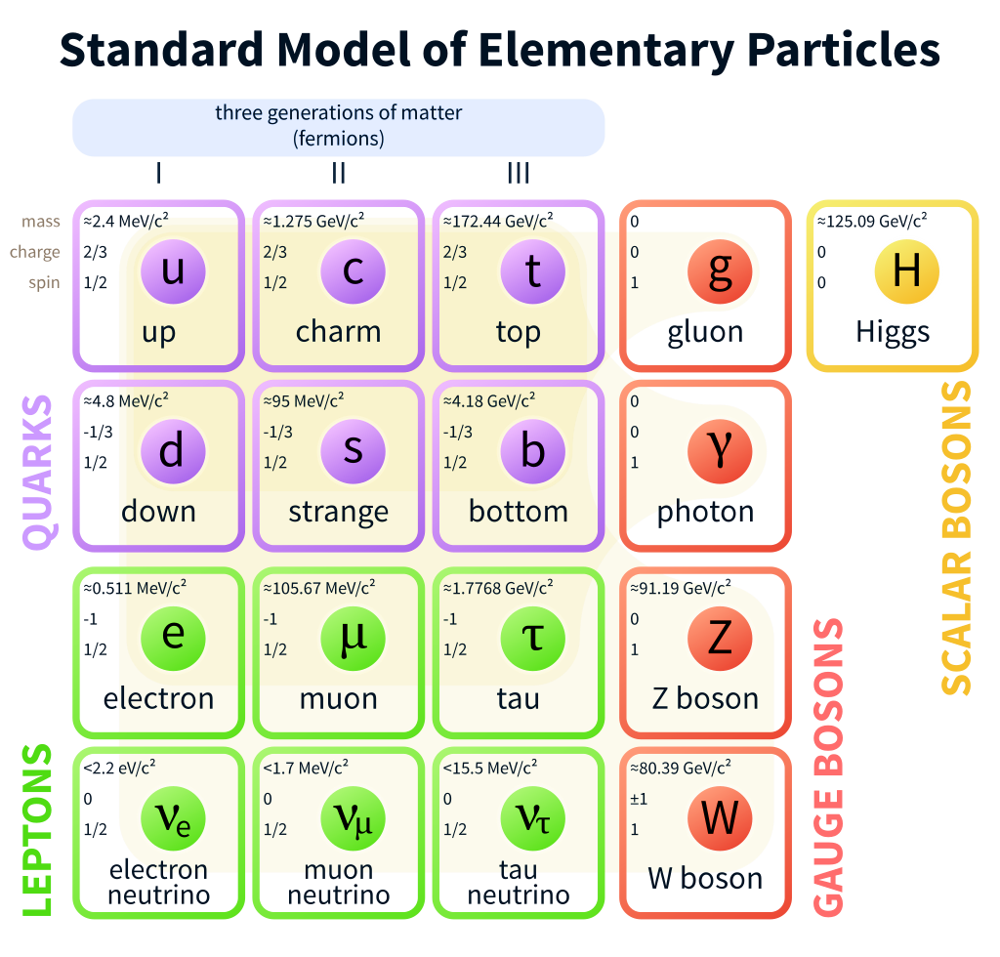 Standard Model of Elementary Particles
three generations of matter
(fermions)
I II III
mass
charge
spin
≈2.4 MeV/c²
2/3
1/2
u
up
≈1.275 GeV/c²
2/3
1/2
c
charm
≈172.44 GeV/c²
2/3
1/2
t
top
0
0
1
g
gluon
≈125.09 GeV/c²
0
0
H
Higgs
QUARKS
≈4.8 MeV/c²
-1/3
1/2
d
down
≈95 MeV/c²
-1/3
1/2
s
strange
≈4.18 GeV/c²
-1/3
1/2
b
bottom
0
0
1
γ
photon
SCALAR BOSONS
≈0.511 MeV/c²
-1
1/2
e
electron
≈105.67 MeV/c²
-1
1/2
μ
muon
≈1.7768 GeV/c²
-1
1/2
τ
tau
≈91.19 GeV/c²
0
1
Z
Z boson
GAUGE BOSONS
LEPTONS
<2.2 eV/c²
0
1/2
νe
electron
neutrino
<1.7 MeV/c²
0
1/2
νμ
muon
neutrino
<15.5 MeV/c²
0
1/2
ντ
tau
neutrino
≈80.39 GeV/c²
±1
1
W
W boson